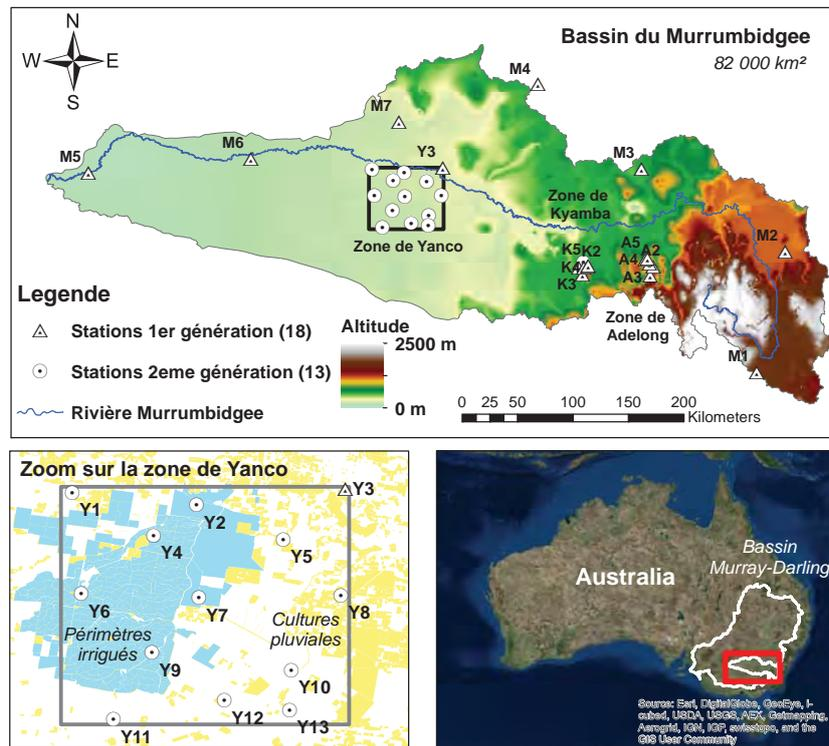 N
W E
S
Bassin du Murrumbidgee
82 000 km²
M4
M7
M6
M5
Y3
M3
Zone de
Kyamba
Zone de Yanco
M2
K5 K2
K4
K3
A5
A2
A4
A3
Zone de
Adelong
M1
Legende
Stations 1er génération (18)
Stations 2eme génération (13)
Rivière Murrumbidgee
Altitude
2500 m
0 m
0 25 50 100 150 200
Kilometers
Zoom sur la zone de Yanco
Y3
Y1
Y2
Y4
Y5
Y6
Y7
Y8
Périmètres
irrigués
Cultures
pluviales
Y9
Y10
Y12
Y13
Y11
Australia
Bassin
Murray-Darling
Source: Esri, DigitalGlobe, GeoEye, i-
cubed, USDA, USGS, AEX, Getmapping,
Aerogrid, IGN, IGP, swisstopo, and the
GIS User Community